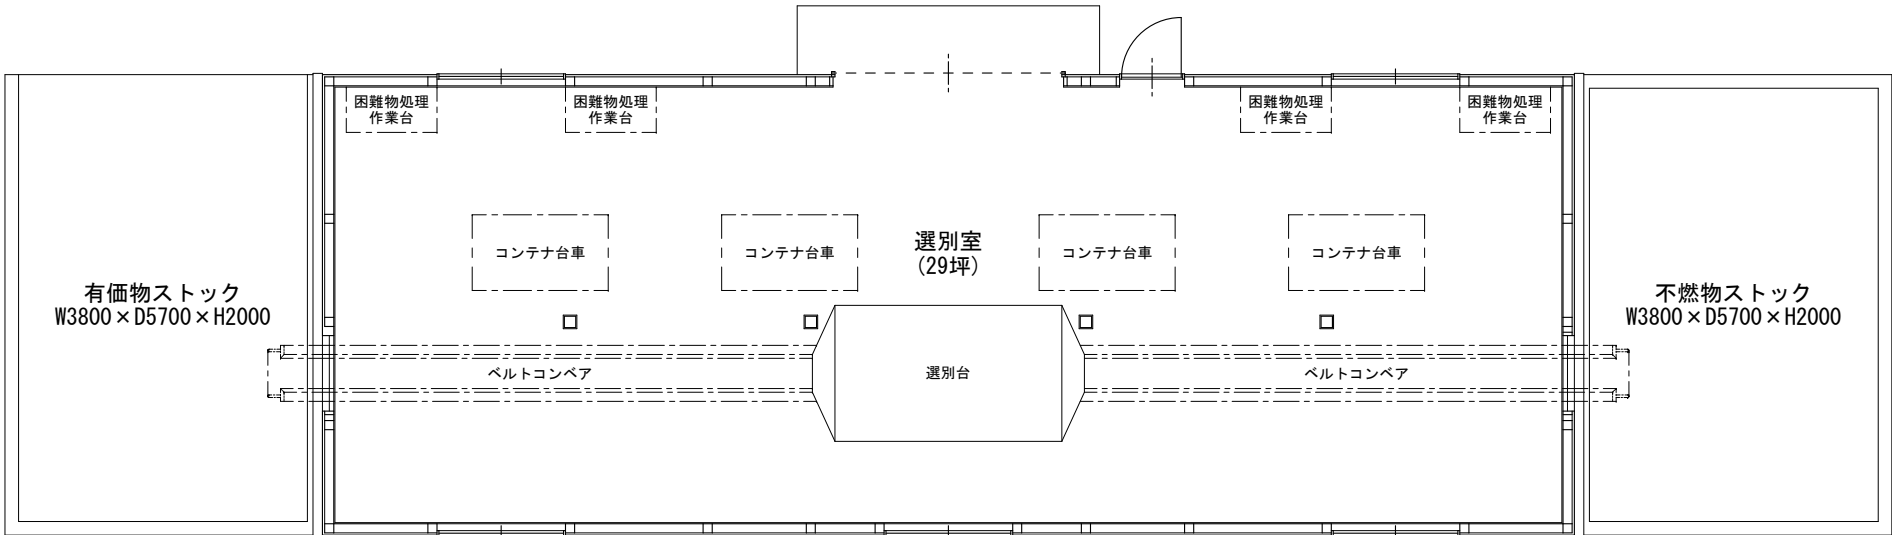 困難物処理
作業台
困難物処理
作業台
困難物処理
作業台
困難物処理
作業台
コンテナ台車
コンテナ台車
選別室
(29坪)
コンテナ台車
コンテナ台車
有価物ストック
W3800×D5700×H2000
不燃物ストック
W3800×D5700×H2000
ベルトコンベア
選別台
ベルトコンベア